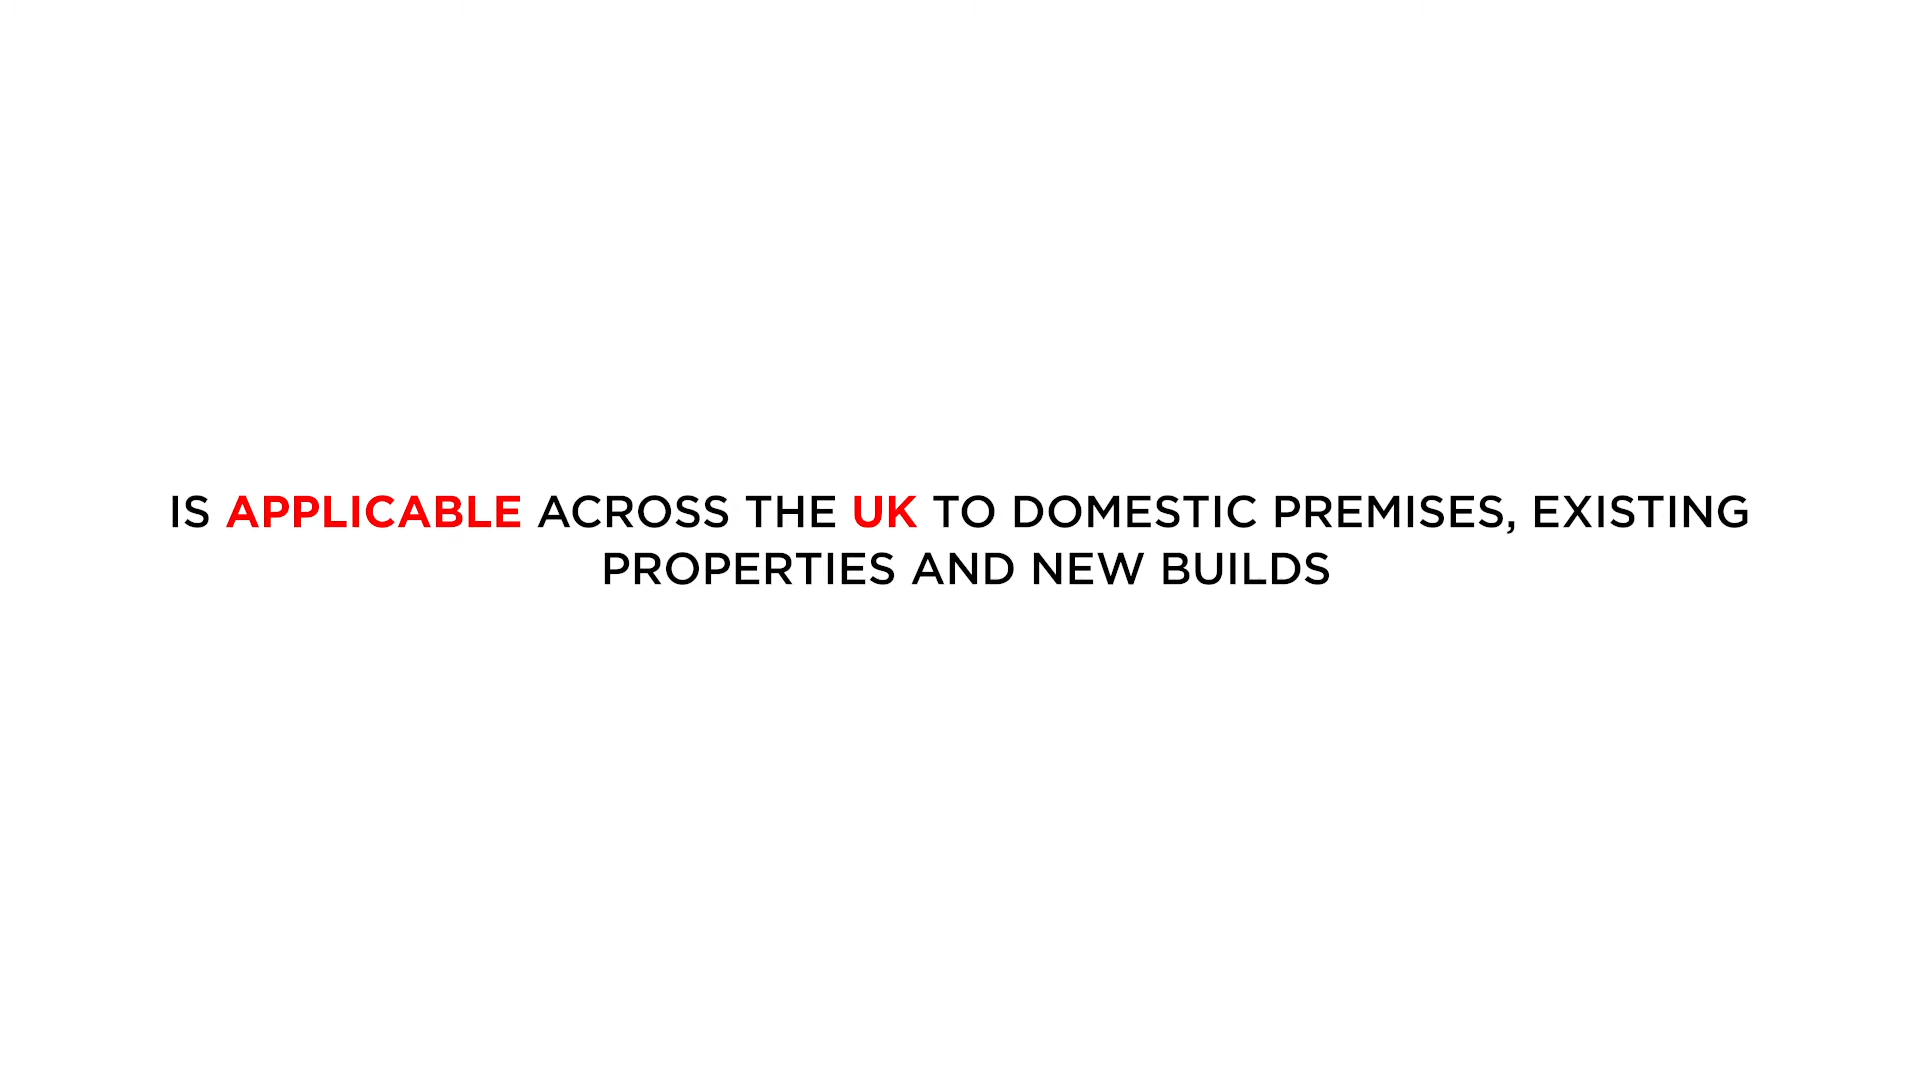 IS APPLICABLE ACROSS THE UK TO DOMESTIC PREMISES, EXISTING
PROPERTIES AND NEW BUILDS